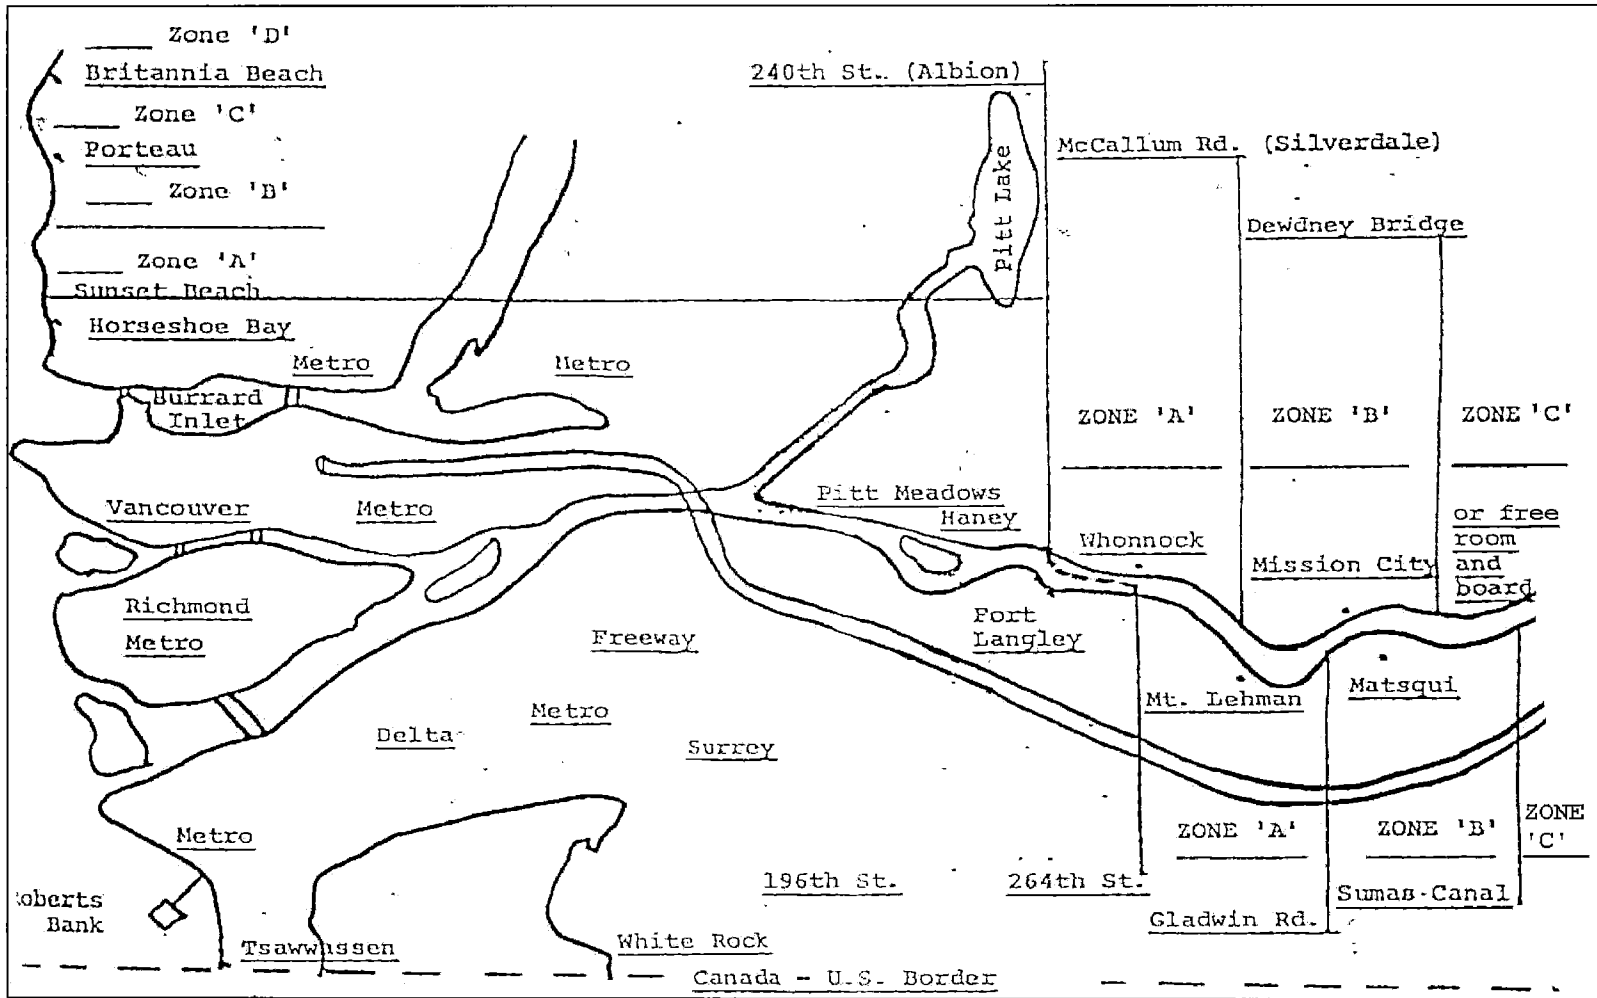 Zone 'D'
Britannia Beach
Zone 'C'
Porteau
Zone 'B'
Zone 'A'
Sunset Beach
Horseshoe Bay
Metro
Metro
Burrard
Inlet
240th St. (Albion)
Pitt Lake
McCallum Rd. (Silverdale)
Dewdney Bridge
ZONE 'A'
ZONE 'B'
ZONE 'C'
or free
room
and
board
Vancouver
Metro
Pitt Meadows
Haney
Whonnock
Mission City
Richmond
Metro
Freeway
Fort
Langley
Mt. Lehman
Matsqui
Delta
Metro
Surrey
Metro
ZONE 'A'
ZONE 'B'
ZONE
'C'
196th St.
264th St.
Gladwin Rd.
Sumas-Canal
oberts
Bank
Tsawwassen
White Rock
Canada - U.S. Border